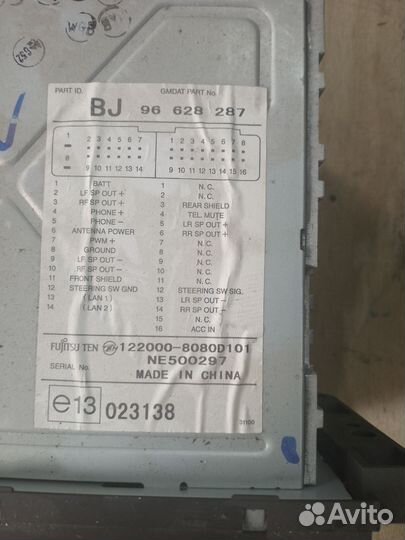 PART ID. GMDAT PART No.
BJ 96 628 287
1 2 3 4 5 6 7 1 2 3 4 5 6 7 8
8 9 10 11 12 13 14 9 10 11 12 13 14 15 16
1 BATT 1 N.C.
2 LF SP OUT + 2 N.C.
3 RF SP OUT + 3 REAR SHIELD
4 PHONE + 4 TEL MUTE
5 PHONE - 5 LR SP OUT +
6 ANTENNA POWER 6 RR SP OUT +
7 PWM + 7 N.C.
8 GROUND 8 N.C.
9 LF SP OUT - 9 N.C.
10 RF SP OUT - 10 N.C.
11 FRONT SHIELD 11 N.C.
12 STEERING SW GND 12 STEERING SW SIG.
13 ( LAN 1 ) 13 LR SP OUT -
14 ( LAN 2 ) 14 RR SP OUT -
15 N.C.
16 ACC IN
FUJITSU TEN 122000-8080D101
NE500297
SERIAL No. MADE IN CHINA
e13 023138
31100
Avito